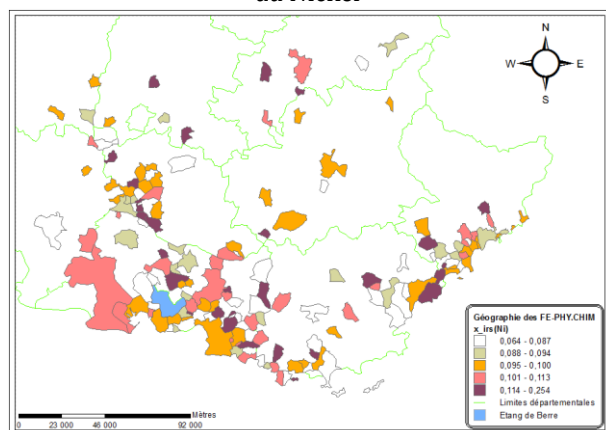 du Nickel
N
W
E
S
Géographie des FE-PHY.CHIM
x_irs(Ni)
0,064 - 0,087
0,088 - 0,094
0,095 - 0,100
0,101 - 0,113
0,114 - 0,254
Limites départementales
Etang de Berre
Mètres
0 23 000 46 000 92 000